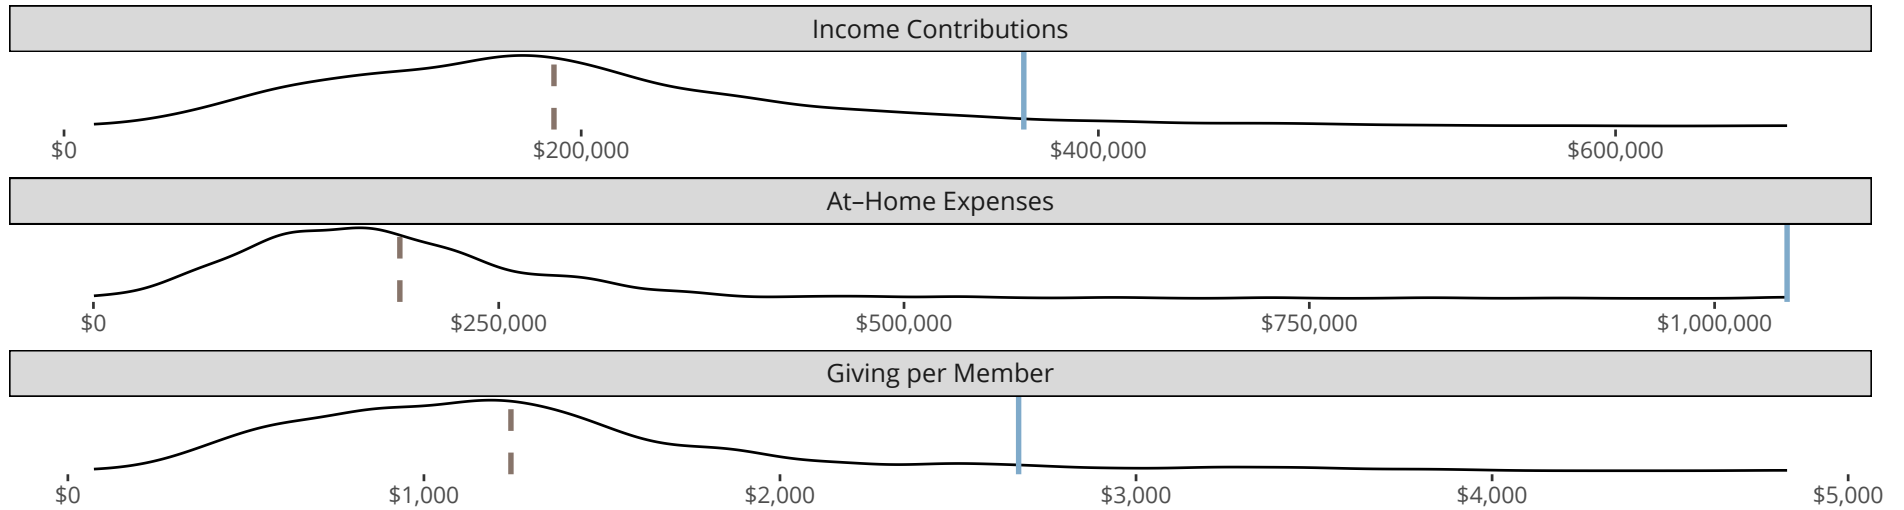 Income Contributions
$0 $200,000 $400,000 $600,000
At–Home Expenses
$0 $250,000 $500,000 $750,000 $1,000,000
Giving per Member
$0 $1,000 $2,000 $3,000 $4,000 $5,000